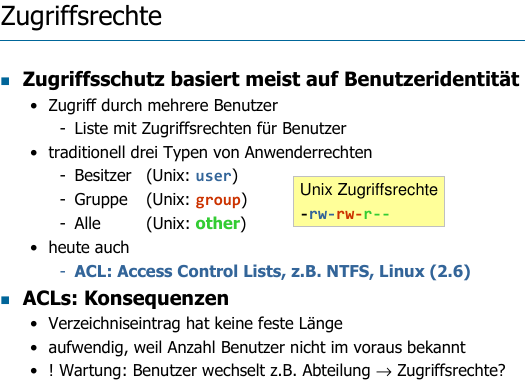 Zugriffsrechte
Zugriffsschutz basiert meist auf Benutzeridentität
• Zugriff durch mehrere Benutzer
- Liste mit Zugriffsrechten für Benutzer
• traditionell drei Typen von Anwenderrechten
- Besitzer (Unix: user)
- Gruppe (Unix: group)
- Alle (Unix: other)
Unix Zugriffsrechte
-rw-rw-r--
• heute auch
- ACL: Access Control Lists, z.B. NTFS, Linux (2.6)
ACLs: Konsequenzen
• Verzeichniseintrag hat keine feste Länge
• aufwendig, weil Anzahl Benutzer nicht im voraus bekannt
• ! Wartung: Benutzer wechselt z.B. Abteilung → Zugriffsrechte?